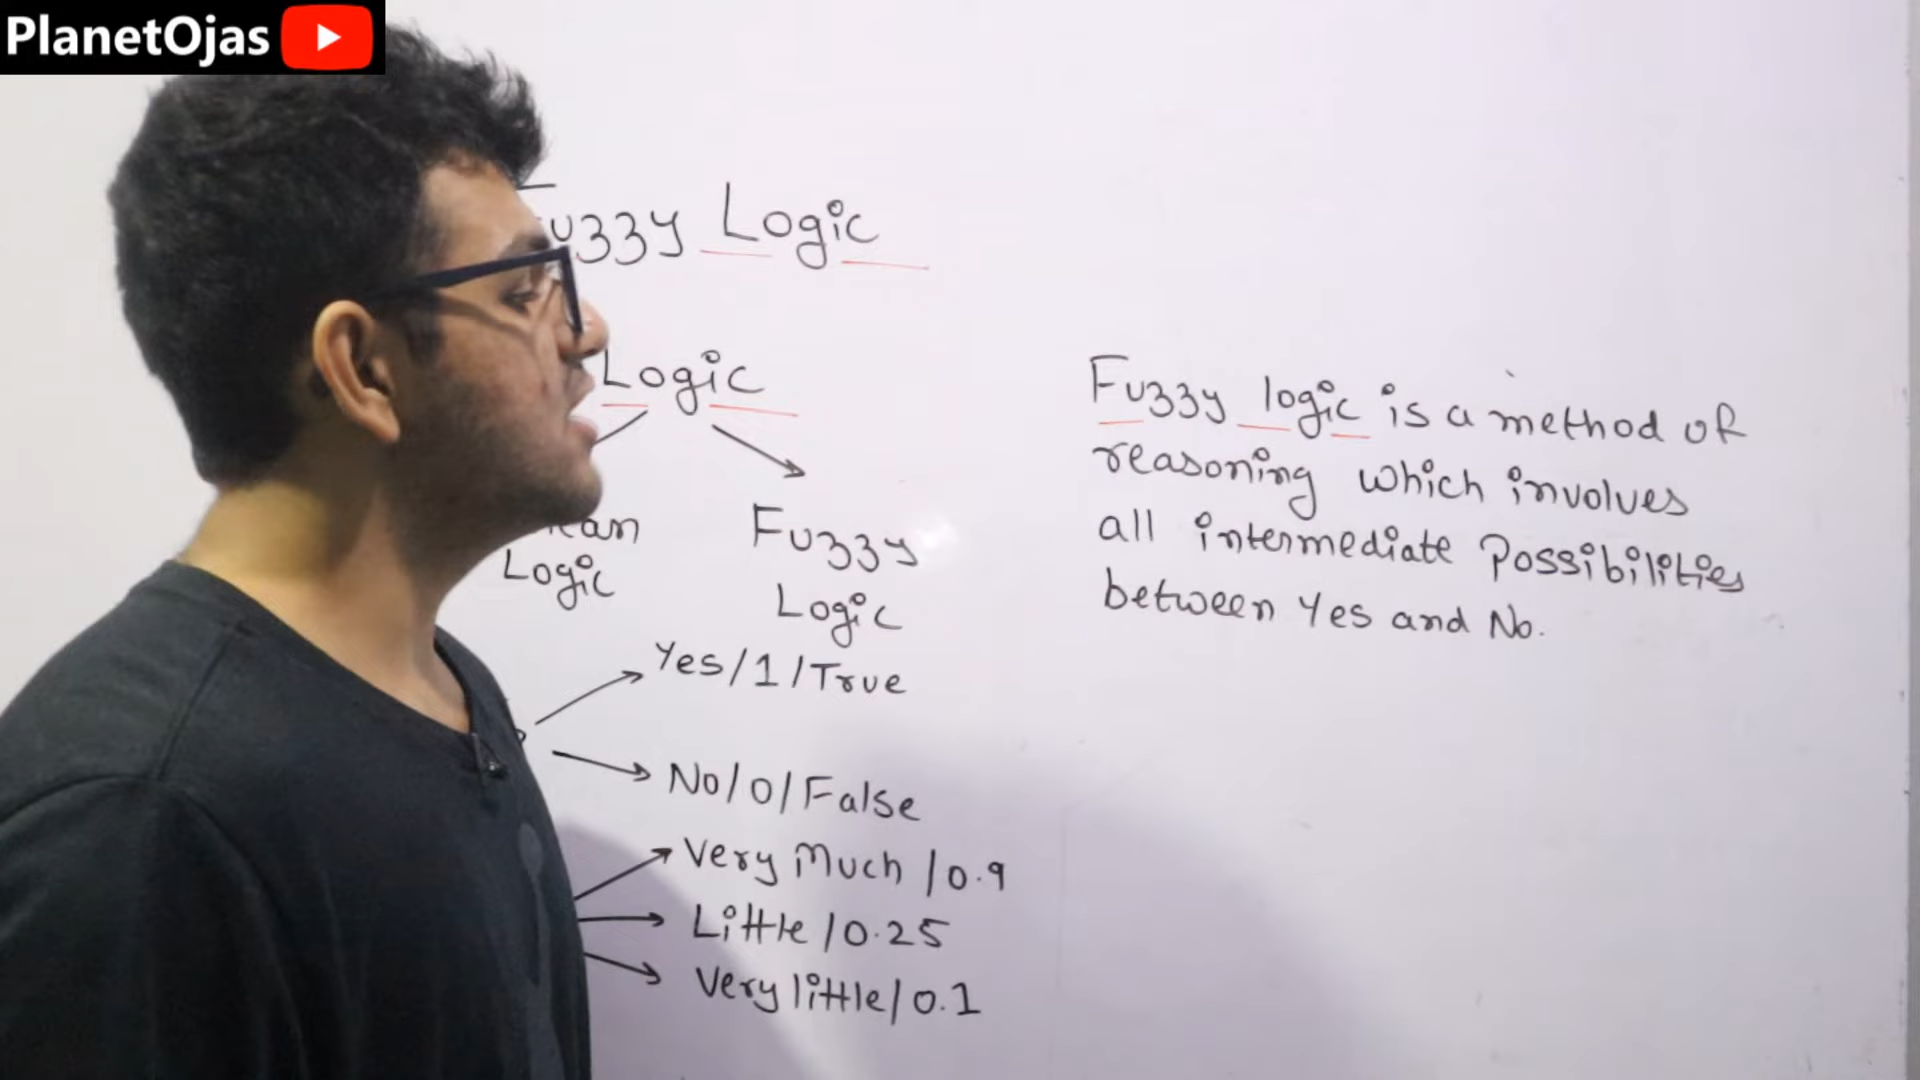 PlanetOjas
Fuzzy Logic
Logic
Logic
Fuzzy
Logic
Yes/1/True
No/0/False
Very Much/0.9
Little/0.25
Very little/0.1
Fuzzy logic is a method of
reasoning which involves
all intermediate Possibilities
between Yes and No.